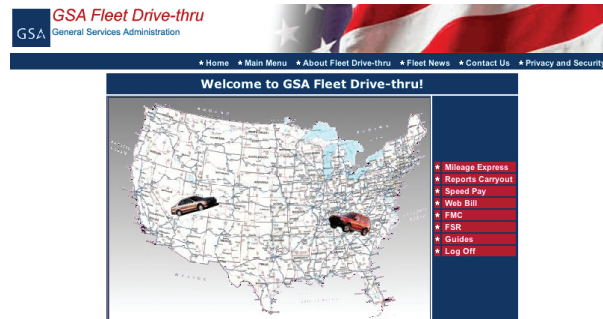 GSA
GSA Fleet Drive-thru
General Services Administration
Home Main Menu About Fleet Drive-thru Fleet News Contact Us Privacy and Security
Welcome to GSA Fleet Drive-thru!
Mileage Express
Reports Carryout
Speed Pay
Web Bill
FMC
FSR
Guides
Log Off